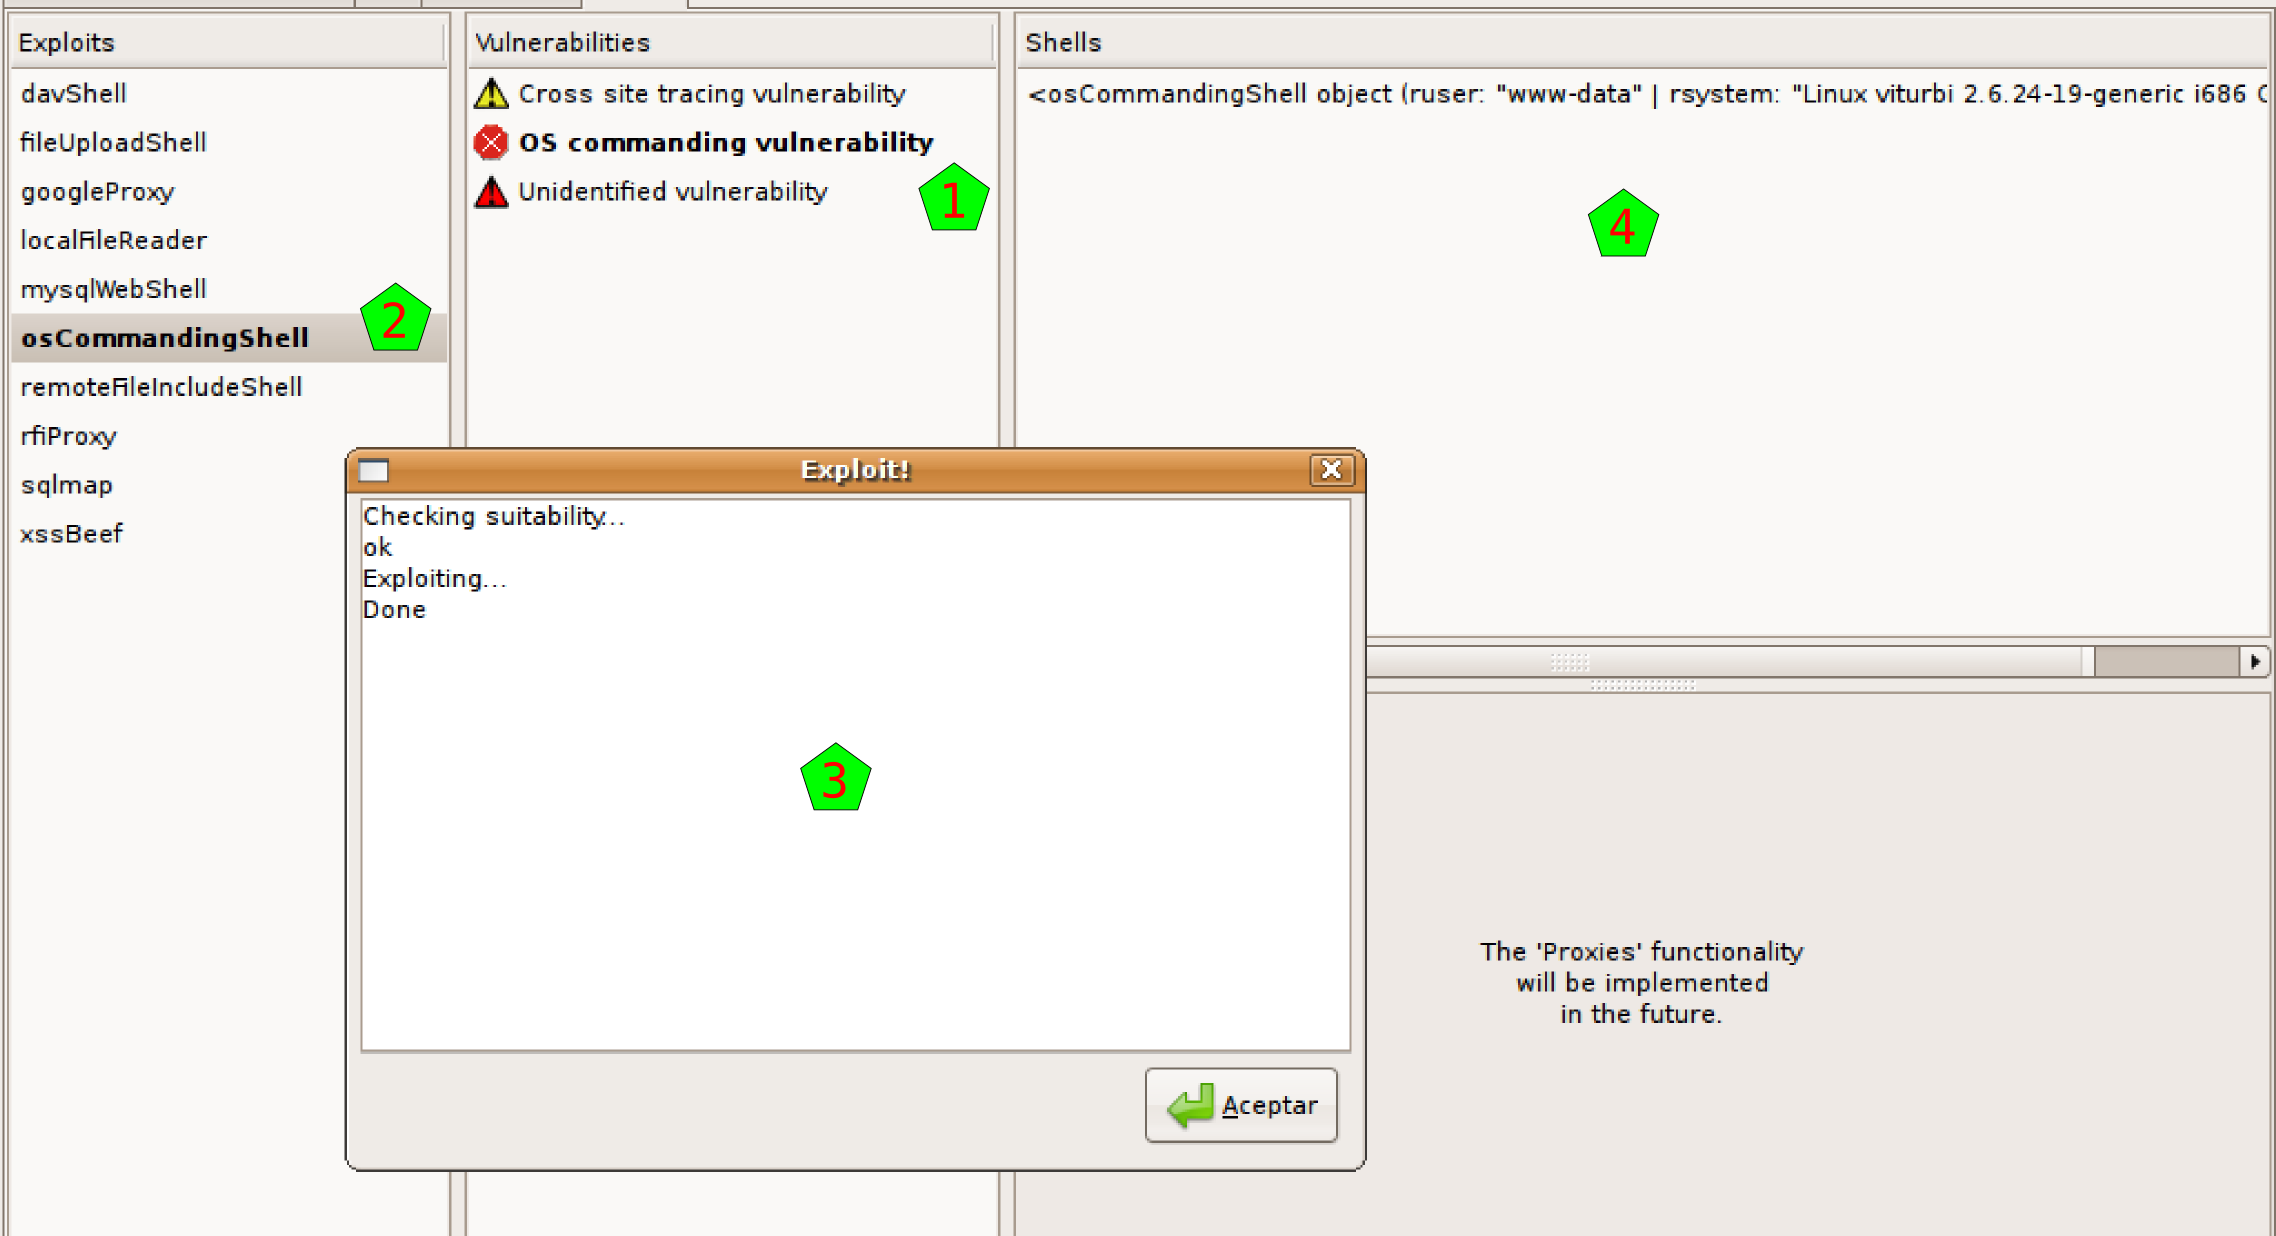 Exploits
davShell
fileUploadShell
googleProxy
localFileReader
mysqlWebShell
2
osCommandingShell
remoteFileIncludeShell
rfiProxy
sqlmap
xssBeef
Vulnerabilities
Cross site tracing vulnerability
OS commanding vulnerability
Unidentified vulnerability
1
Shells
<osCommandingShell object (ruser: "www-data" | rsystem: "Linux viturbi 2.6.24-19-generic i686
4
Exploit!
Checking suitability...
ok
Exploiting...
Done
3
Aceptar
The 'Proxies' functionality
will be implemented
in the future.